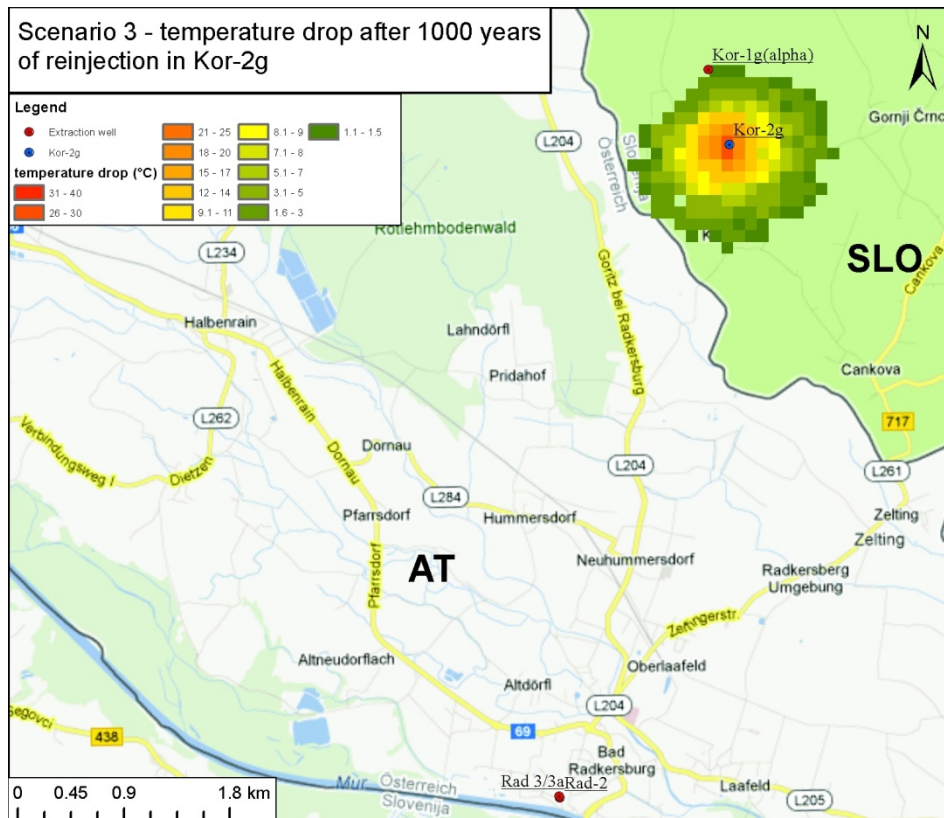 Scenario 3 - temperature drop after 1000 years
of reinjection in Kor-2g
Legend
Extraction well
Kor-2g
temperature drop (°C)
31 - 40
26 - 30
21 - 25
18 - 20
15 - 17
12 - 14
9.1 - 11
8.1 - 9
7.1 - 8
5.1 - 7
3.1 - 5
1.6 - 3
1.1 - 1.5
N
Kor-1g(alpha)
Kor-2g
Gornji Črno
L204
Österreich
Slovenija
Rotlehmbodenwald
L234
SLO
Goritz bei Radkersburg
Cankova
Halbenrain
Lahndörfl
Pridahof
Cankova
Halbenrain
L262
717
Verbindungsweg I
Dietzen
Dornau
Dornau
L204
L261
L284
Pfarrsdorf
Hummersdorf
Zelting
Zelting
AT
Neuhummersdorf
Radkersberg
Umgebung
Pfarrsdorf
Altneudorflach
Oberlaafeld
Altdörfl
L204
Segovci
438
69
Bad
Radkersburg
Rad 3/3a
Rad-2
Laafeld
L205
Mur
Österreich
Slovenija
0 0.45 0.9 1.8 km